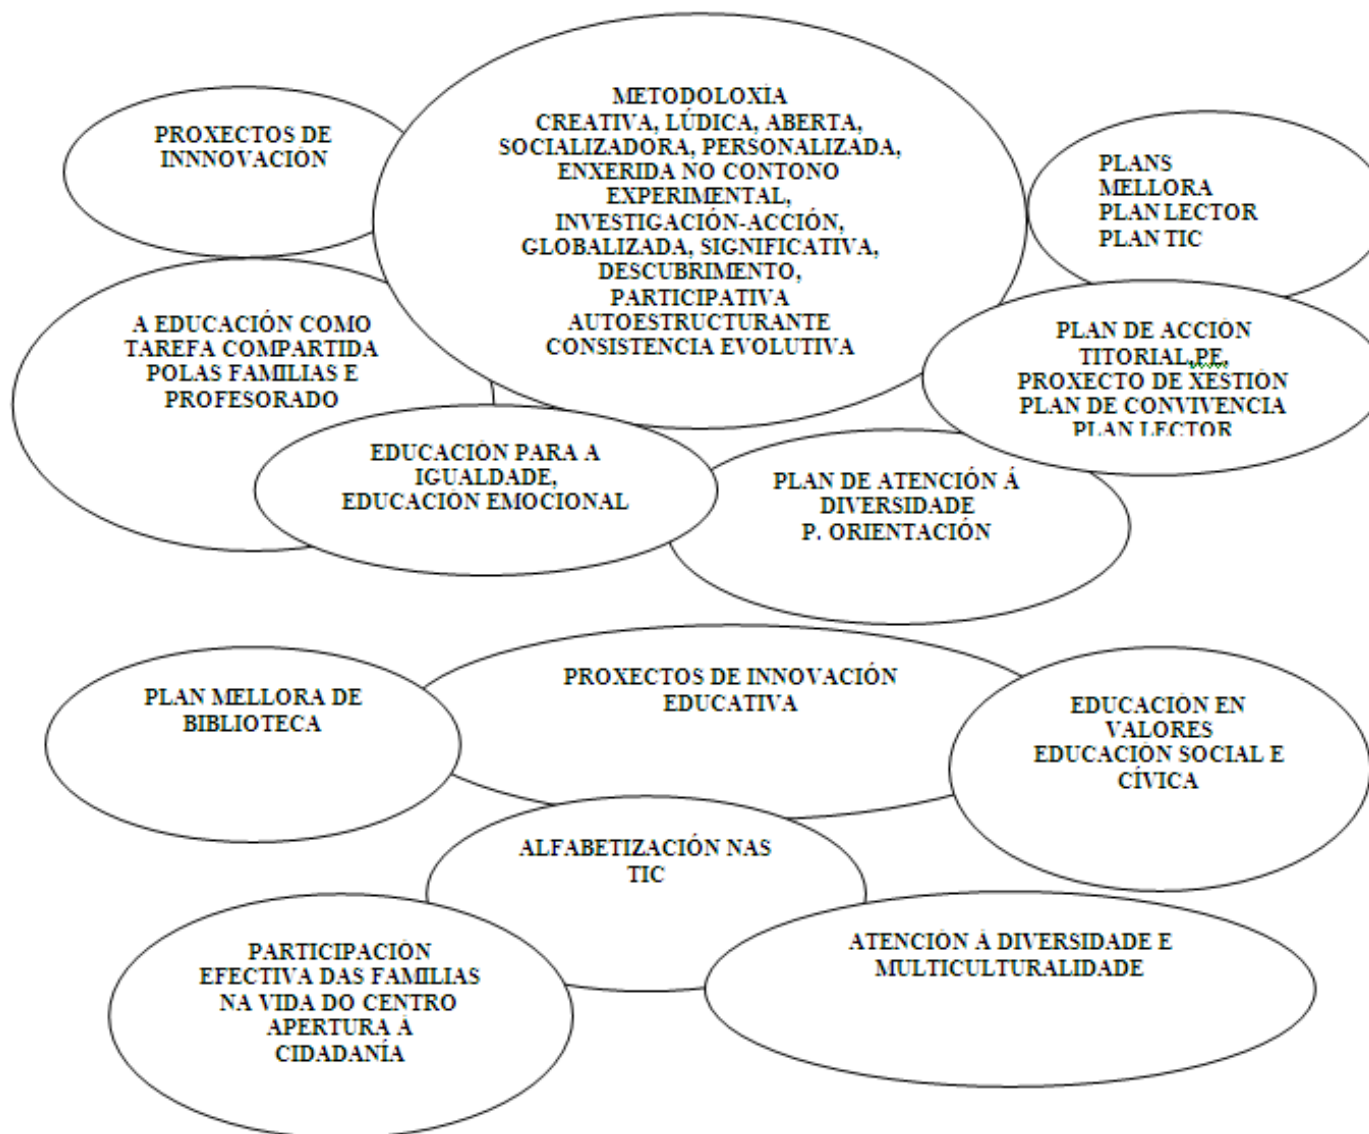 PROXECTOS DE
INNNOVACIÓN
METODOLOXÍA
CREATIVA, LÚDICA, ABERTA,
SOCIALIZADORA, PERSONALIZADA,
ENXERIDA NO CONTONO
EXPERIMENTAL,
INVESTIGACIÓN-ACCIÓN,
GLOBALIZADA, SIGNIFICATIVA,
DESCUBRIMENTO,
PARTICIPATIVA
AUTOESTRUCTURANTE
CONSISTENCIA EVOLUTIVA
PLANS
MELLORA
PLAN LECTOR
PLAN TIC
A EDUCACIÓN COMO
TAREFA COMPARTIDA
POLAS FAMILIAS E
PROFESORADO
PLAN DE ACCIÓN
TITORIAL,PE,
PROXECTO DE XESTIÓN
PLAN DE CONVIVENCIA
PLAN LECTOR
EDUCACIÓN PARA A
IGUALDADE,
EDUCACIÓN EMOCIONAL
PLAN DE ATENCIÓN Á
DIVERSIDADE
P. ORIENTACIÓN
PLAN MELLORA DE
BIBLIOTECA
PROXECTOS DE INNOVACIÓN
EDUCATIVA
EDUCACIÓN EN
VALORES
EDUCACIÓN SOCIAL E
CÍVICA
ALFABETIZACIÓN NAS
TIC
PARTICIPACIÓN
EFECTIVA DAS FAMILIAS
NA VIDA DO CENTRO
APERTURA Á
CIDADANÍA
ATENCIÓN Á DIVERSIDADE E
MULTICULTURALIDADE